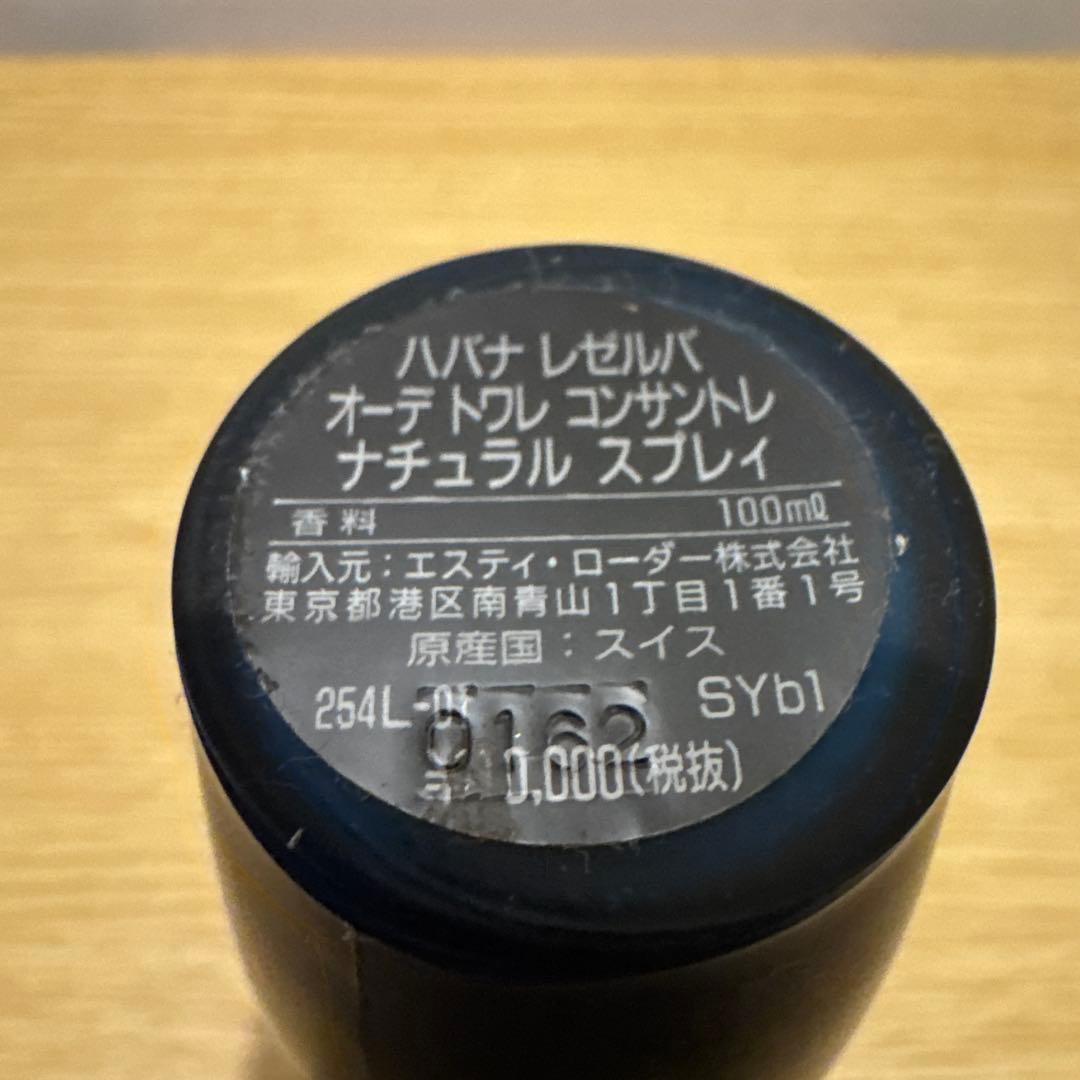 ハバナ レゼルバ
オーデ トワレ コンサントレ
ナチュラル スプレィ
香料 100mℓ
輸入元：エスティ・ローダー株式会社
東京都港区南青山1丁目1番1号
原産国：スイス
254L SYb1
0162
0,000(税抜)